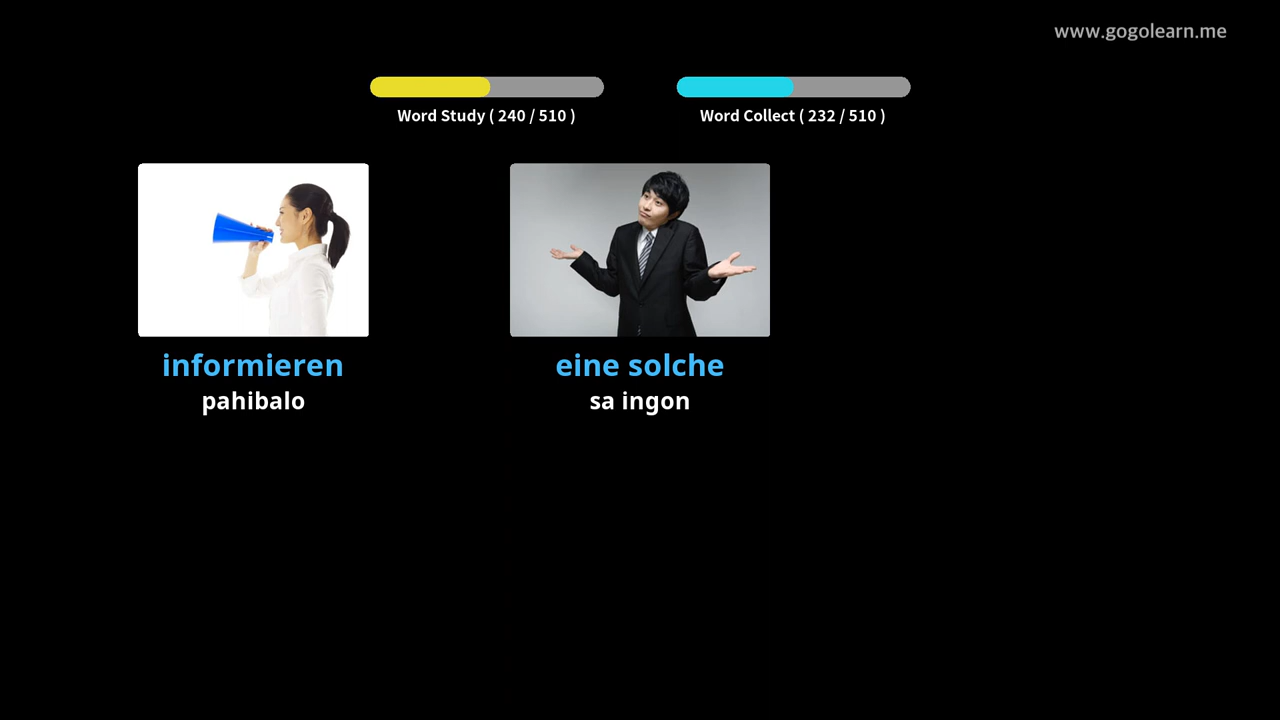 www.gogolearn.me
Word Study ( 240 / 510 )
Word Collect ( 232 / 510 )
informieren
pahibalo
eine solche
sa ingon